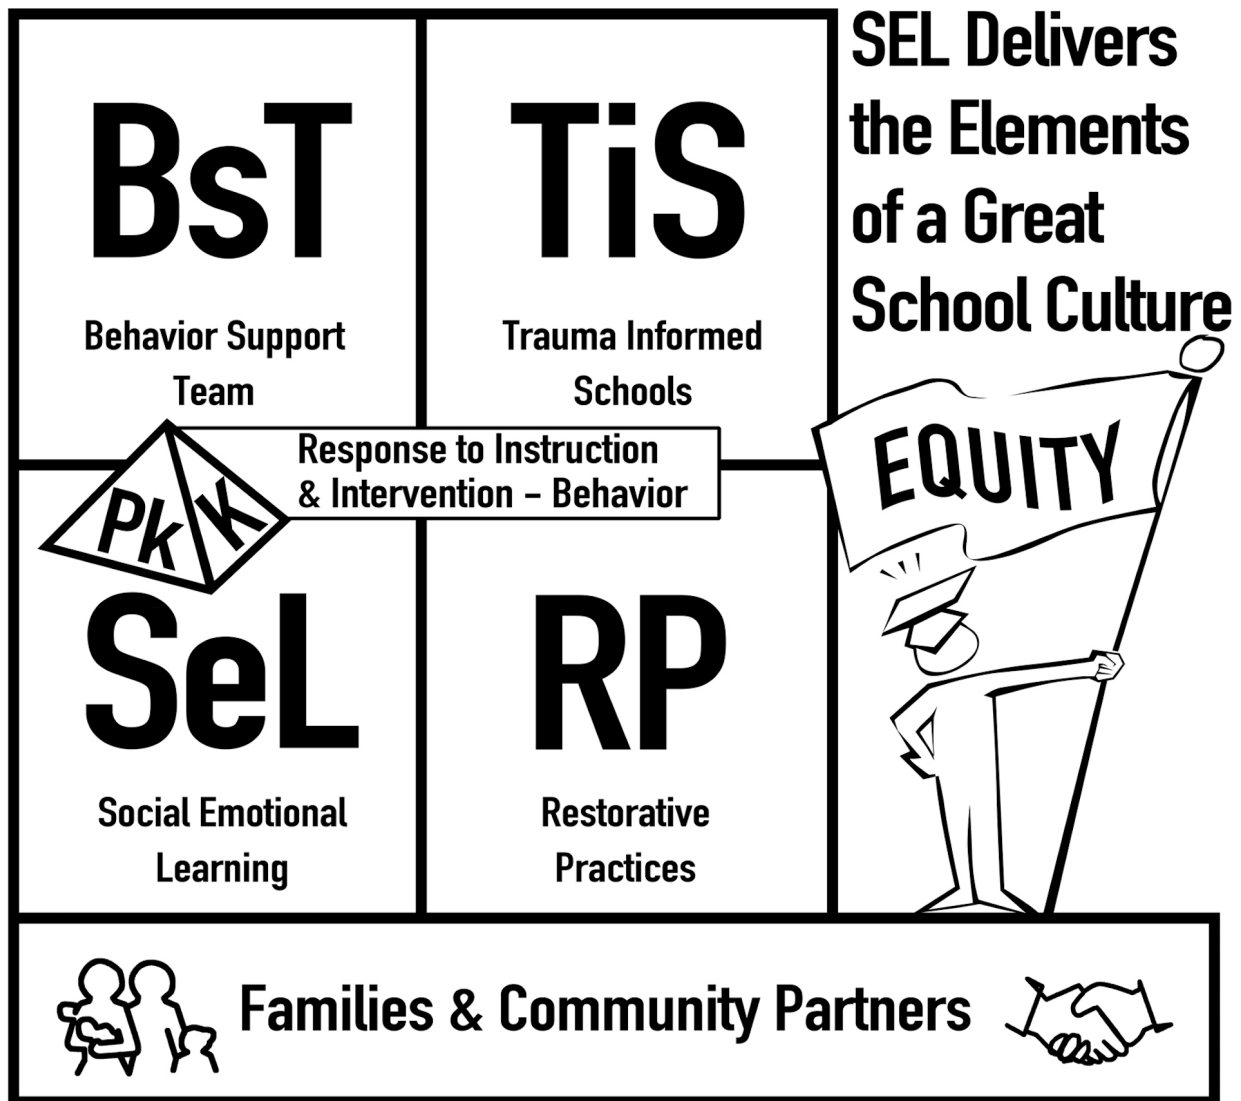 BsT
Behavior Support
Team
TiS
Trauma Informed
Schools
SEL Delivers
the Elements
of a Great
School Culture
EQUITY
Response to Instruction
& Intervention - Behavior
Pk K
SeL
Social Emotional
Learning
RP
Restorative
Practices
Families & Community Partners